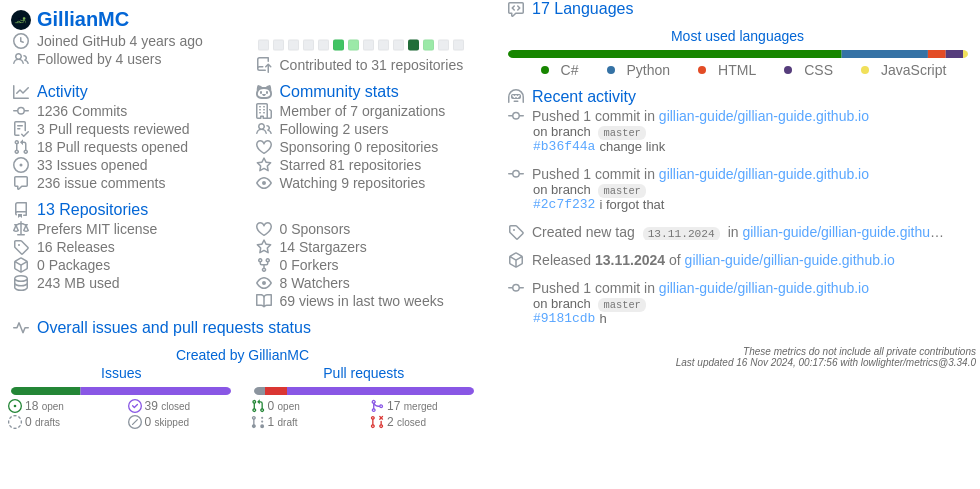 GillianMC
Joined GitHub 4 years ago
Followed by 4 users
Contributed to 31 repositories
Activity
1236 Commits
3 Pull requests reviewed
18 Pull requests opened
33 Issues opened
236 issue comments
Community stats
Member of 7 organizations
Following 2 users
Sponsoring 0 repositories
Starred 81 repositories
Watching 9 repositories
13 Repositories
Prefers MIT license
16 Releases
0 Packages
243 MB used
0 Sponsors
14 Stargazers
0 Forkers
8 Watchers
69 views in last two weeks
Overall issues and pull requests status
Created by GillianMC
Issues
18 open
39 closed
0 drafts
0 skipped
Pull requests
0 open
17 merged
1 draft
2 closed
17 Languages
Most used languages
C# Python HTML CSS JavaScript
Recent activity
Pushed 1 commit in gillian-guide/gillian-guide.github.io
on branch master
#b36f44a change link
Pushed 1 commit in gillian-guide/gillian-guide.github.io
on branch master
#2c7f232 i forgot that
Created new tag 13.11.2024 in gillian-guide/gillian-guide.githu…
Released 13.11.2024 of gillian-guide/gillian-guide.github.io
Pushed 1 commit in gillian-guide/gillian-guide.github.io
on branch master
#9181cdb h
These metrics do not include all private contributions
Last updated 16 Nov 2024, 00:17:56 with lowlighter/metrics@3.34.0